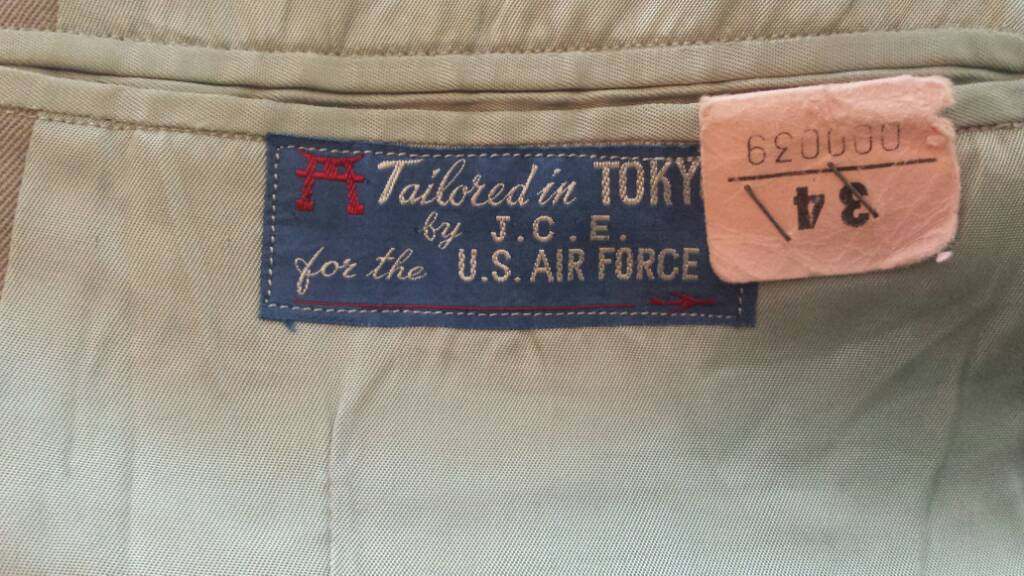 Tailored in TOKY
by J.C.E.
for the U.S. AIR FORCE
34
000039